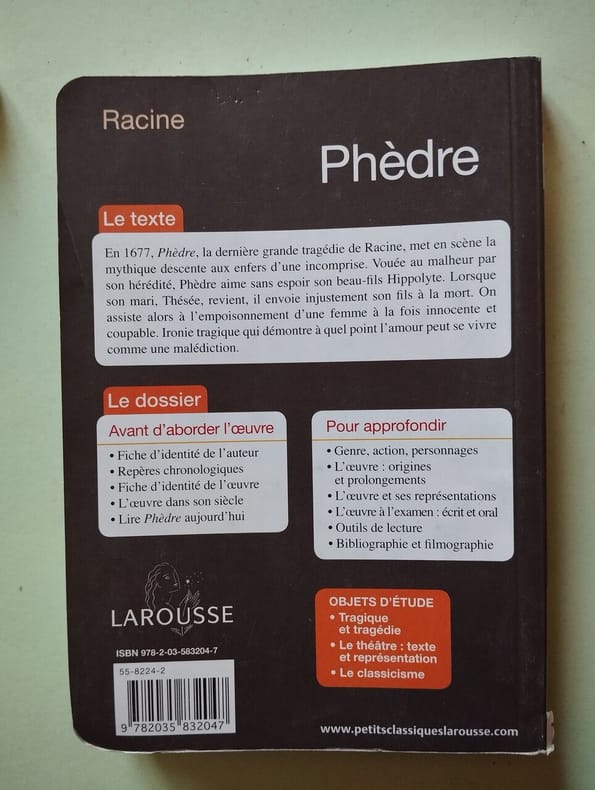 Racine
Phèdre
Le texte
En 1677, Phèdre, la dernière grande tragédie de Racine, met en scène la
mythique descente aux enfers d’une incomprise. Vouée au malheur par
son hérédité, Phèdre aime sans espoir son beau-fils Hippolyte. Lorsque
son mari, Thésée, revient, il envoie injustement son fils à la mort. On
assiste alors à l’empoisonnement d’une femme à la fois innocente et
coupable. Ironie tragique qui démontre à quel point l’amour peut se vivre
comme une malédiction.
Le dossier
Avant d’aborder l’œuvre
• Fiche d’identité de l’auteur
• Repères chronologiques
• Fiche d’identité de l’œuvre
• L’œuvre dans son siècle
• Lire Phèdre aujourd’hui
Pour approfondir
• Genre, action, personnages
• L’œuvre : origines
et prolongements
• L’œuvre et ses représentations
• L’œuvre à l’examen : écrit et oral
• Outils de lecture
• Bibliographie et filmographie
LAROUSSE
ISBN 978-2-03-583204-7
55-8224-2
9 782035 832047
OBJETS D’ÉTUDE
• Tragique
et tragédie
• Le théâtre : texte
et représentation
• Le classicisme
www.petitsclassiqueslarousse.com